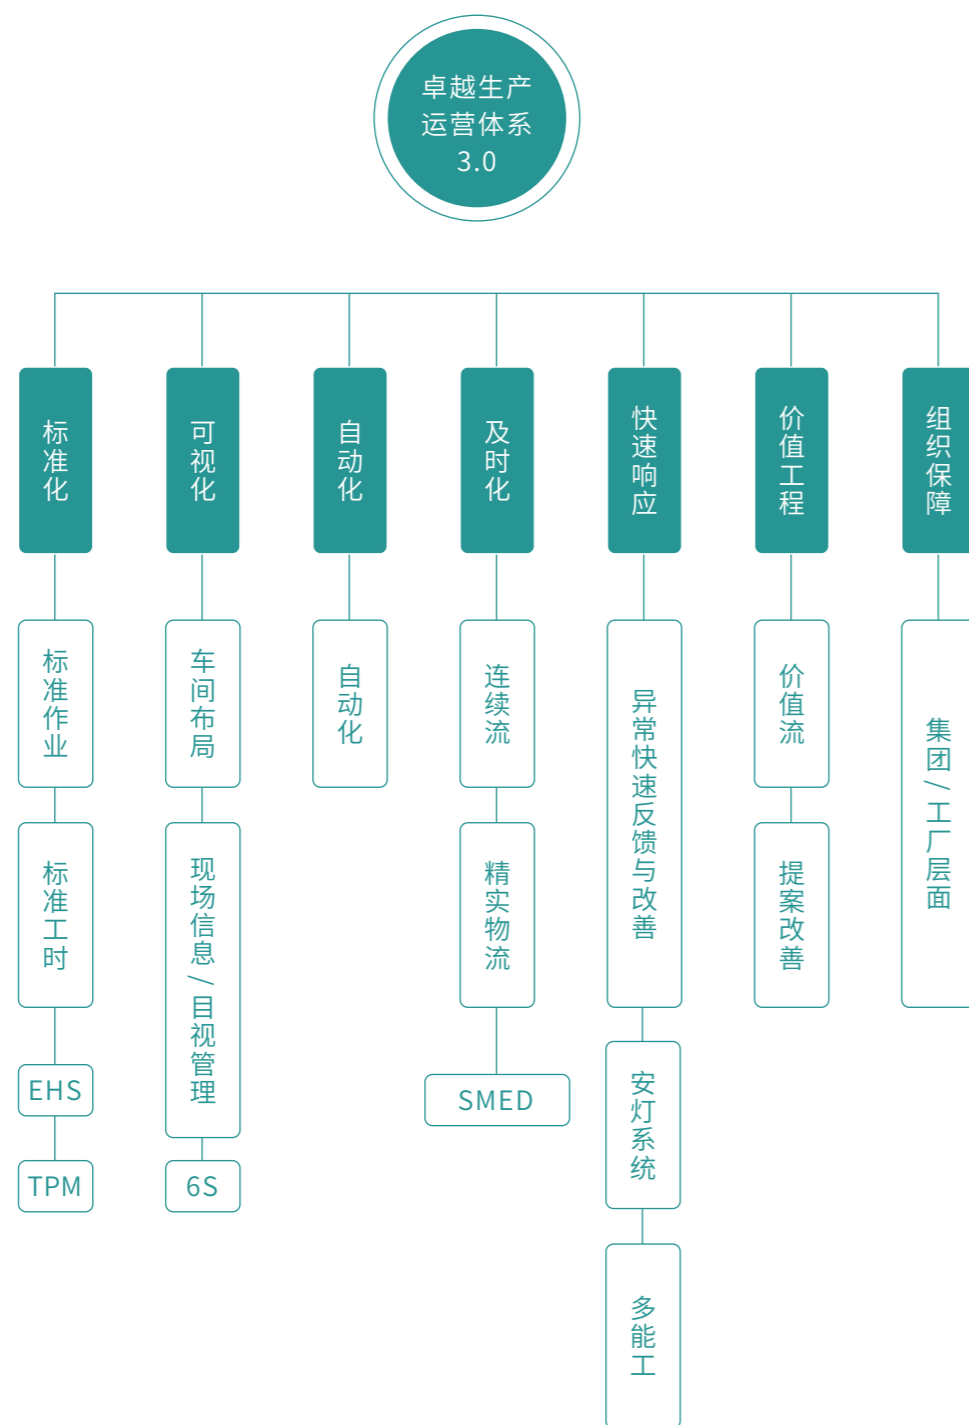 卓越生产
运营体系
3.0
标准化
可视化
自动化
及时化
快速响应
价值工程
组织保障
标准作业
标准工时
EHS
TPM
车间布局
现场信息/目视管理
6S
自动化
连续流
精实物流
SMED
异常快速反馈与改善
安灯系统
多能工
价值流
提案改善
集团/工厂层面